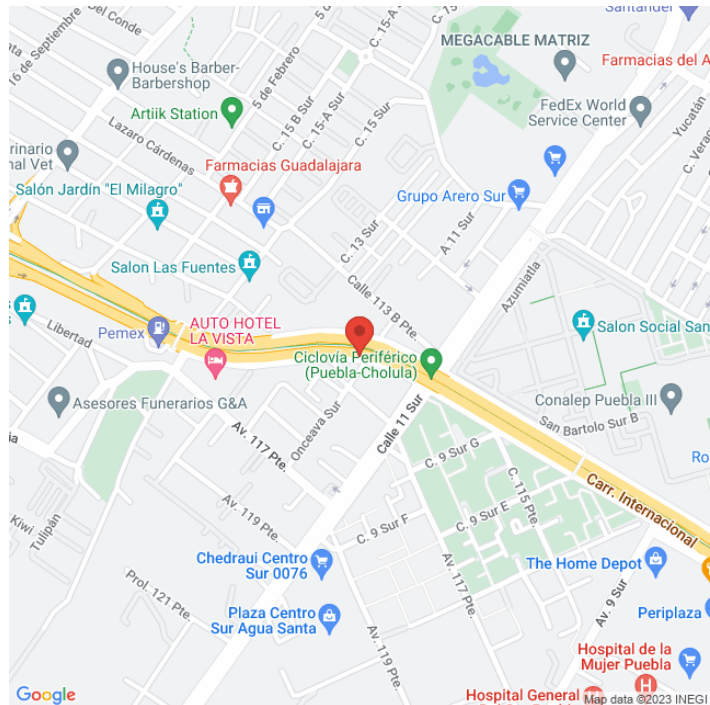 Santander
16 de Septiembre
Del Conde
5 de F
C. 15-A S
MEGACABLE MATRIZ
Farmacias del A
House's Barber-
Barbershop
5 de Febrero
C. 15 B Sur
C. 15-A Sur
C. 15 Sur
FedEx World
Service Center
Yucatán
C. Verac
Artiik Station
Lazaro Cárdenas
erinario
nal Vet
Farmacias Guadalajara
Salón Jardín "El Milagro"
Grupo Arero Sur
C. 13 Sur
A 11 Sur
Salon Las Fuentes
Calle 113 B Pte.
Azumiatla
Libertad
Pemex
AUTO HOTEL
LA VISTA
Salon Social San
Ciclovía Periférico
(Puebla-Cholula)
Asesores Funerarios G&A
Onceava Sur
Calle 11 Sur
Conalep Puebla III
San Bartolo Sur B
Av. 117 Pte.
C. 9 Sur G
C. 115 Pte.
Ro
Carr. Internacional
Kiwi
Tulipán
Av. 119 Pte.
C. 9 Sur F
C. 9 Sur E
Chedraui Centro
Sur 0076
Av. 117 Pte.
The Home Depot
Prol. 121 Pte.
Plaza Centro
Sur Agua Santa
Av. 119 Pte.
Av. 9 Sur
Periplaza
Hospital de la
Mujer Puebla
Hospital General
Google
Map data ©2023 INEGI